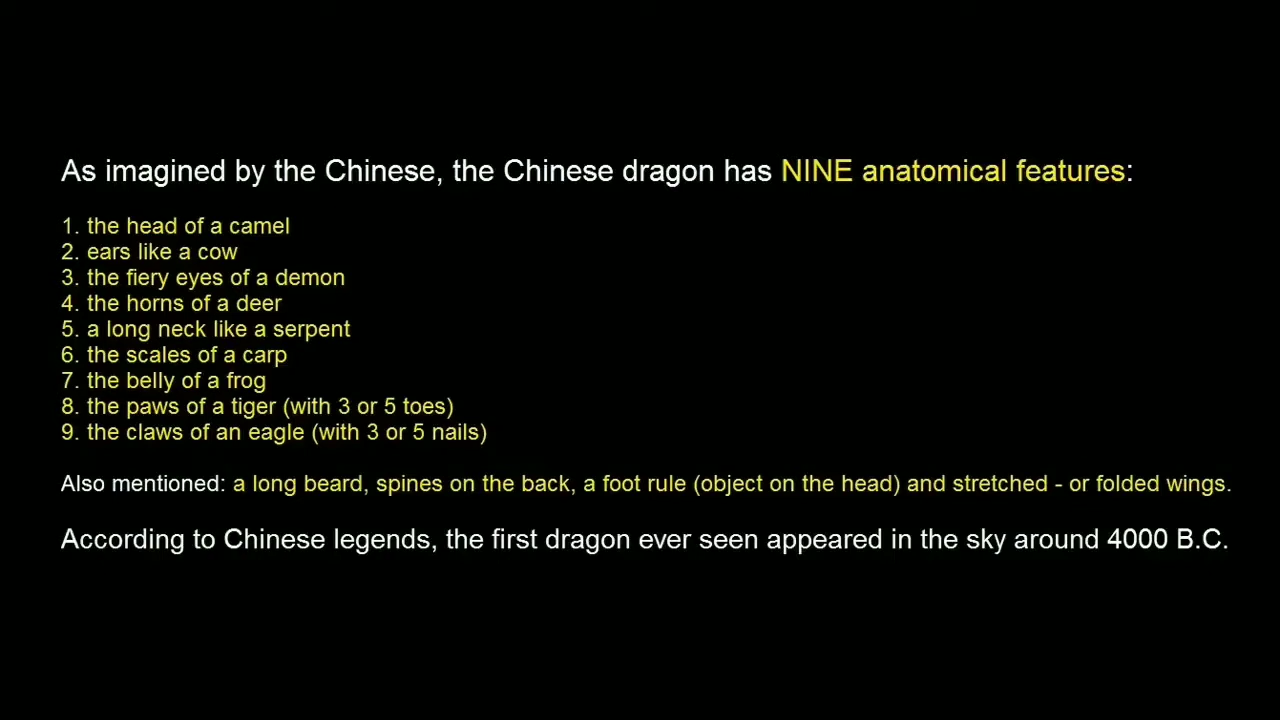 As imagined by the Chinese, the Chinese dragon has NINE anatomical features:
1. the head of a camel
2. ears like a cow
3. the fiery eyes of a demon
4. the horns of a deer
5. a long neck like a serpent
6. the scales of a carp
7. the belly of a frog
8. the paws of a tiger (with 3 or 5 toes)
9. the claws of an eagle (with 3 or 5 nails)
Also mentioned: a long beard, spines on the back, a foot rule (object on the head) and stretched - or folded wings.
According to Chinese legends, the first dragon ever seen appeared in the sky around 4000 B.C.